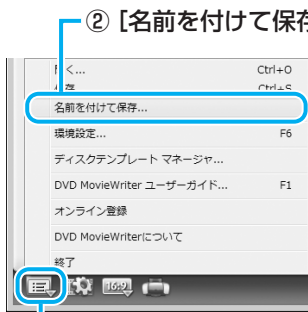 ② [名前を付けて保存
く... Ctrl+O
存 Ctrl+S
名前を付けて保存...
環境設定... F6
ディスクテンプレート マネージャ...
DVD MovieWriter ユーザーガイド... F1
オンライン登録
DVD MovieWriterについて
終了
16:9